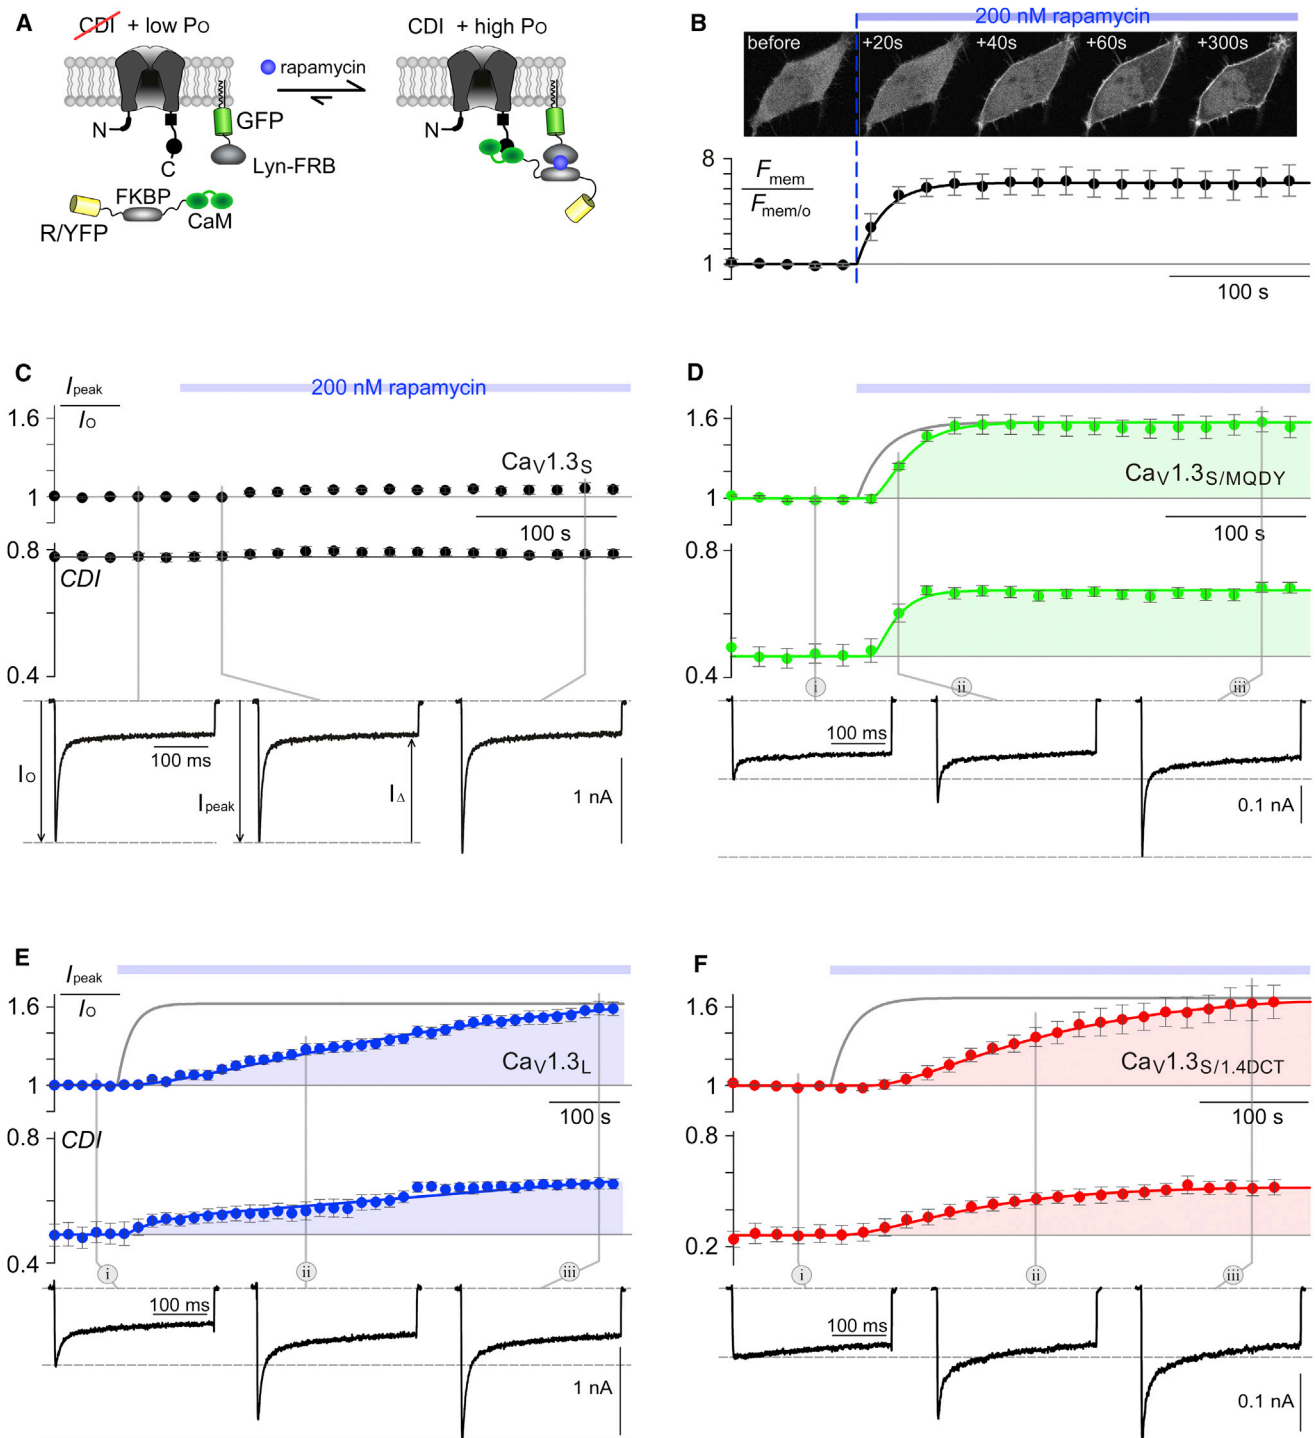 A
CDI + low PO
CDI + high PO
rapamycin
N
C
GFP
Lyn-FRB
FKBP
R/YFP
CaM
N
B
200 nM rapamycin
before
+20s
+40s
+60s
+300s
8
Fmem
Fmem/o
1
100 s
C
Ipeak
IO
200 nM rapamycin
1.6
CaV1.3S
1
100 s
0.8
CDI
0.4
IO
100 ms
Ipeak
IΔ
1 nA
D
1.6
CaV1.3S/MQDY
1
100 s
0.8
0.4
i
ii
iii
100 ms
0.1 nA
E
Ipeak
IO
1.6
CaV1.3L
1
100 s
0.8
CDI
0.4
i
ii
iii
100 ms
1 nA
F
1.6
CaV1.3S/1.4DCT
1
100 s
0.8
0.2
i
ii
iii
100 ms
0.1 nA